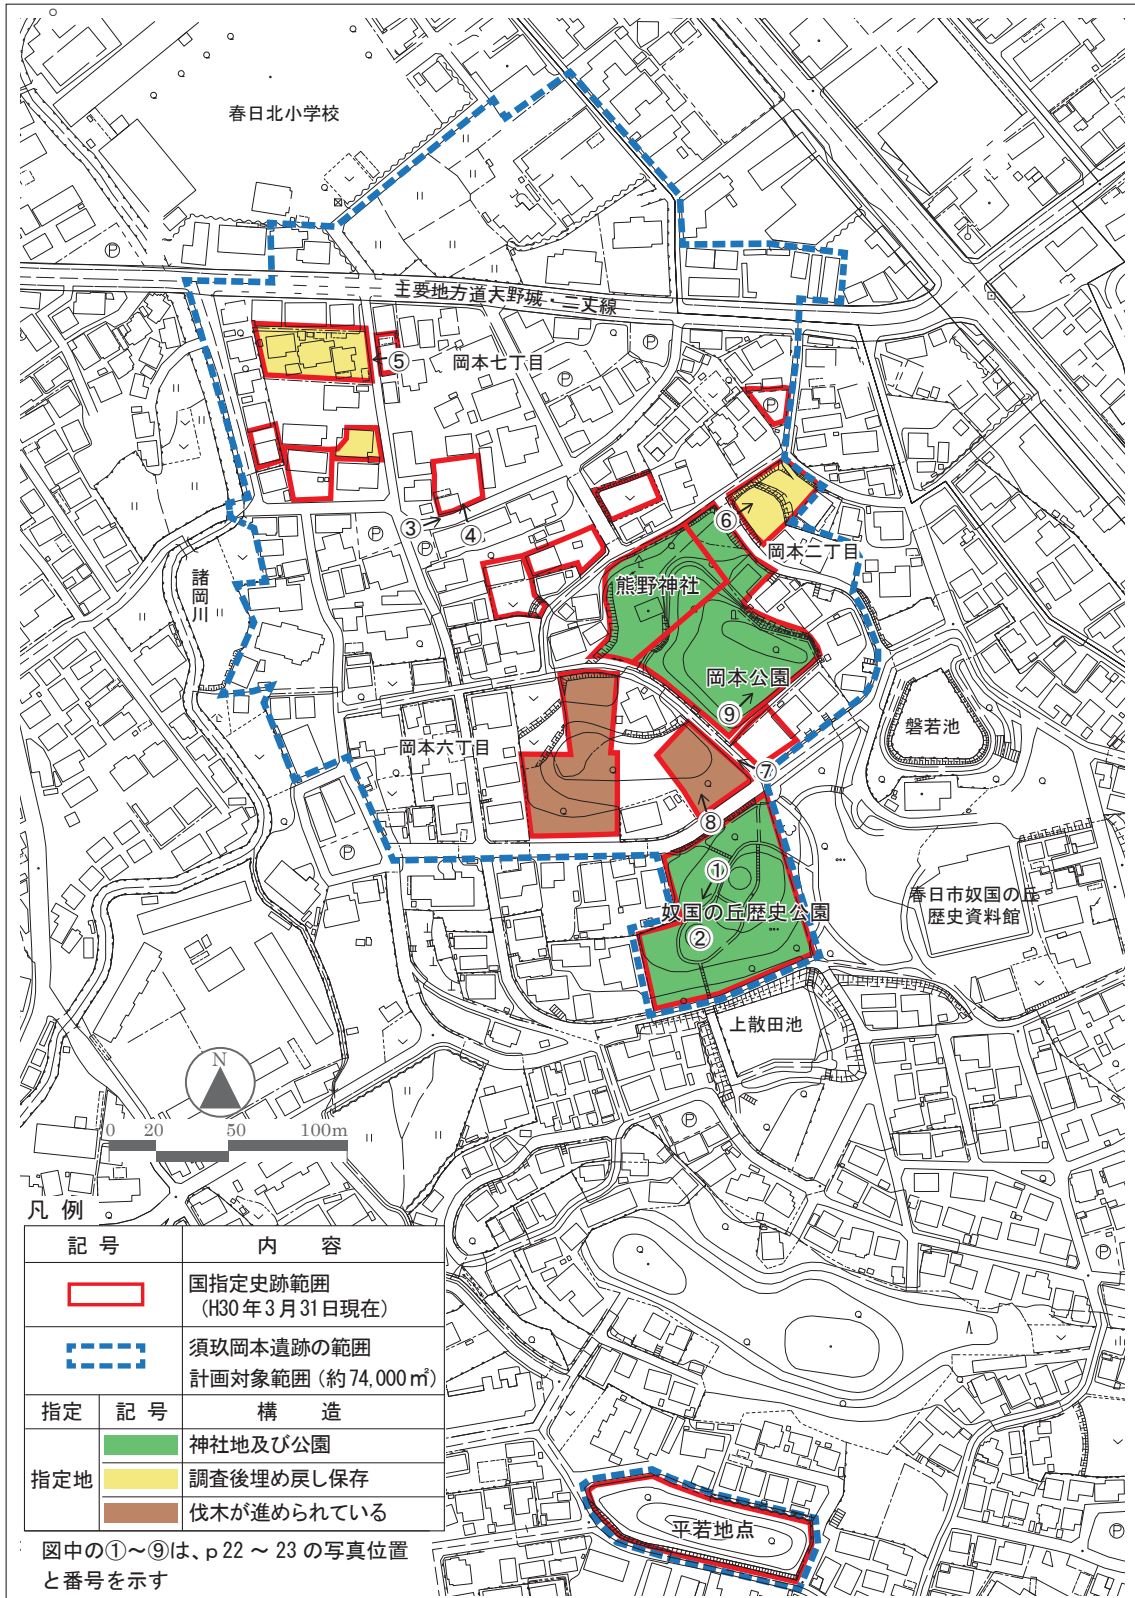 春日北小学校
主要地方道大野城・二丈線
⑤
岡本七丁目
P
P
P
P
⑥
③
④
P
P
岡本二丁目
諸岡川
熊野神社
岡本公園
⑨
磐若池
岡本六丁目
⑦
⑧
P
①
春日市奴国の丘
歴史資料館
奴国の丘歴史公園
②
上散田池
N
0 20 50 100m
P
P
凡 例
記 号 内 容
国指定史跡範囲
(H30年3月31日現在)
須玖岡本遺跡の範囲
計画対象範囲(約74,000㎡)
指定 記 号 構 造
指定地
神社地及び公園
調査後埋め戻し保存
伐木が進められている
平若地点
P
図中の①~⑨は、p22 ~ 23 の写真位置
と番号を示す